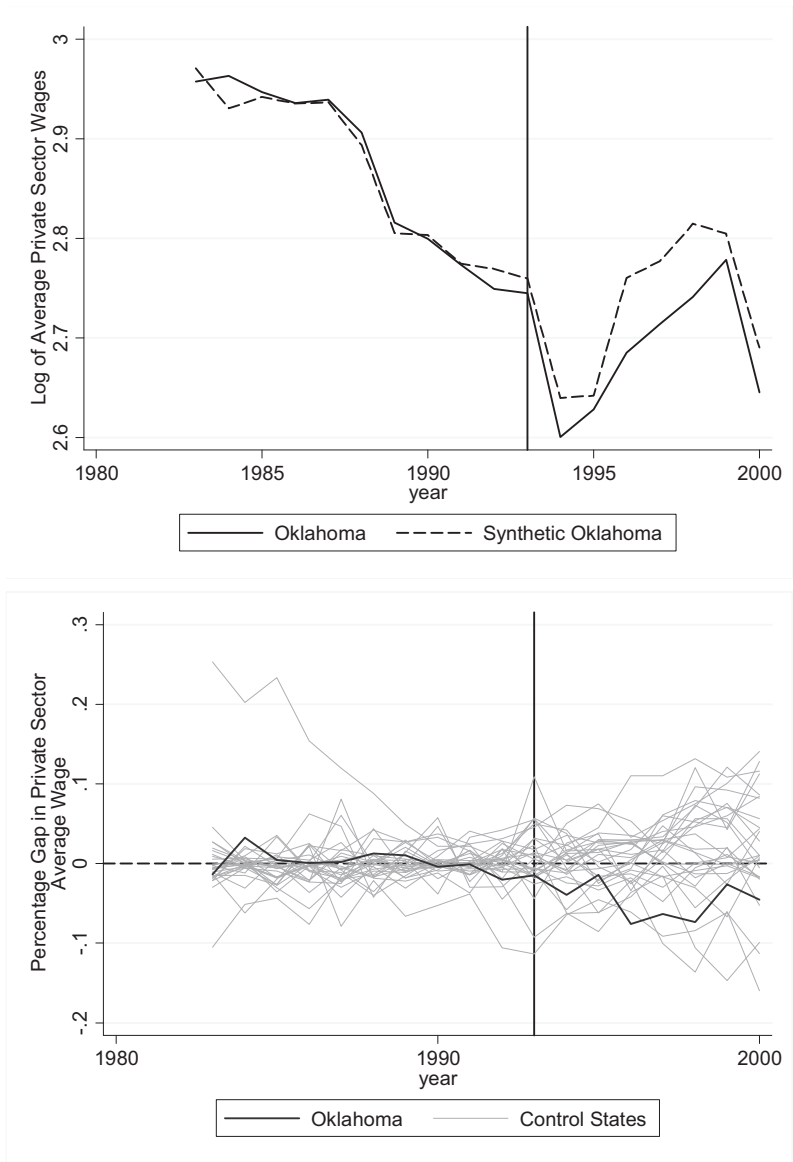 3
2.9
2.8
2.7
2.6
Log of Average Private Sector Wages
1980 1985 1990 1995 2000
year
Oklahoma Synthetic Oklahoma
.3
.2
.1
0
-.1
-.2
Percentage Gap in Private Sector
Average Wage
1980 1990 2000
year
Oklahoma Control States